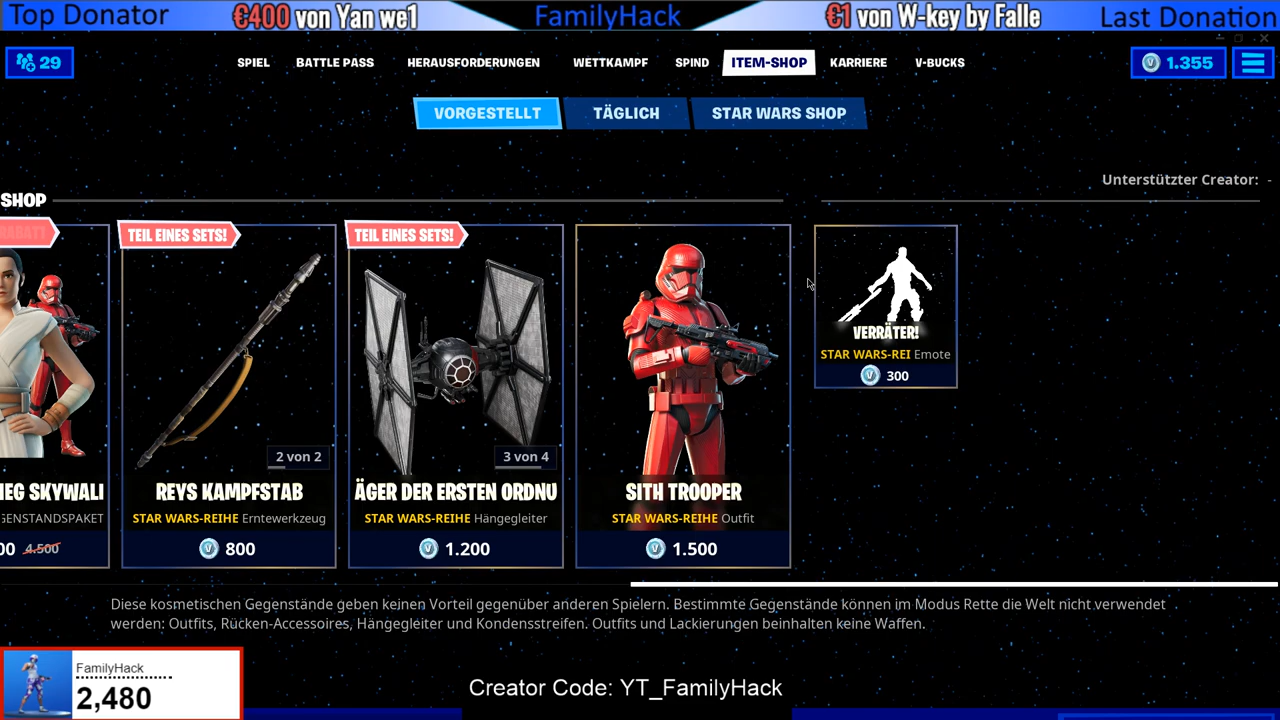 Top Donator
€400 von Yan we1
FamilyHack
€1 von W-key by Falle
Last Donation
29
SPIEL
BATTLE PASS
HERAUSFORDERUNGEN
WETTKAMPF
SPIND
ITEM-SHOP
KARRIERE
V-BUCKS
1.355
VORGESTELLT
TÄGLICH
STAR WARS SHOP
Unterstützter Creator: -
SHOP
TEIL EINES SETS!
TEIL EINES SETS!
2 von 2
3 von 4
IEG SKYWALI
GENSTANDSPAKET
00 4.500
REYS KAMPFSTAB
STAR WARS-REIHE Erntewerkzeug
800
ÄGER DER ERSTEN ORDNU
STAR WARS-REIHE Hängegleiter
1.200
SITH TROOPER
STAR WARS-REIHE Outfit
1.500
VERRÄTER!
STAR WARS-REI Emote
300
Diese kosmetischen Gegenstände geben keinen Vorteil gegenüber anderen Spielern. Bestimmte Gegenstände können im Modus Rette die Welt nicht verwendet
werden: Outfits, Rücken-Accessoires, Hängegleiter und Kondensstreifen. Outfits und Lackierungen beinhalten keine Waffen.
FamilyHack
2,480
Creator Code: YT_FamilyHack